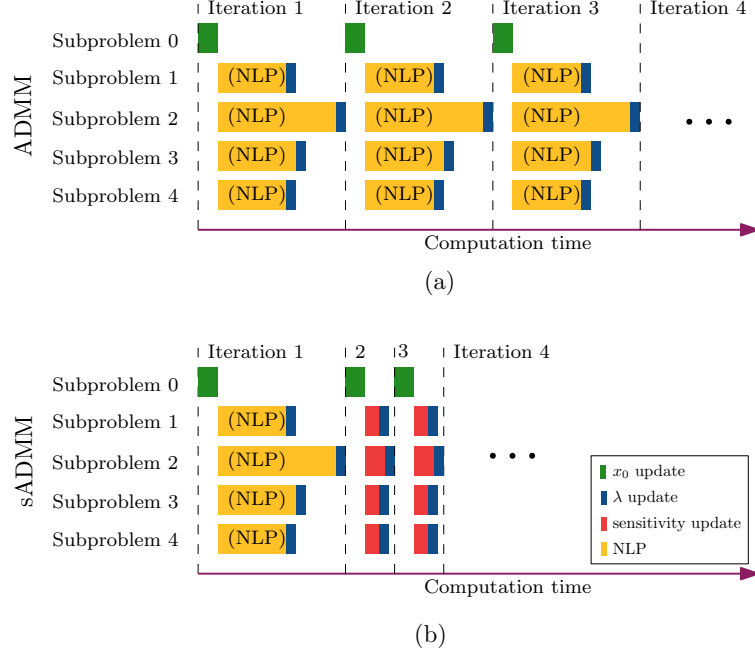 Iteration 1 Iteration 2 Iteration 3 Iteration 4
Subproblem 0
Subproblem 1 (NLP) (NLP) (NLP)
Subproblem 2 (NLP) (NLP) (NLP)
Subproblem 3 (NLP) (NLP) (NLP)
Subproblem 4 (NLP) (NLP) (NLP)
ADMM
...
Computation time
(a)
Iteration 1 2 3 Iteration 4
Subproblem 0
Subproblem 1 (NLP)
Subproblem 2 (NLP)
Subproblem 3 (NLP)
Subproblem 4 (NLP)
sADMM
...
x₀ update
λ update
sensitivity update
NLP
Computation time
(b)